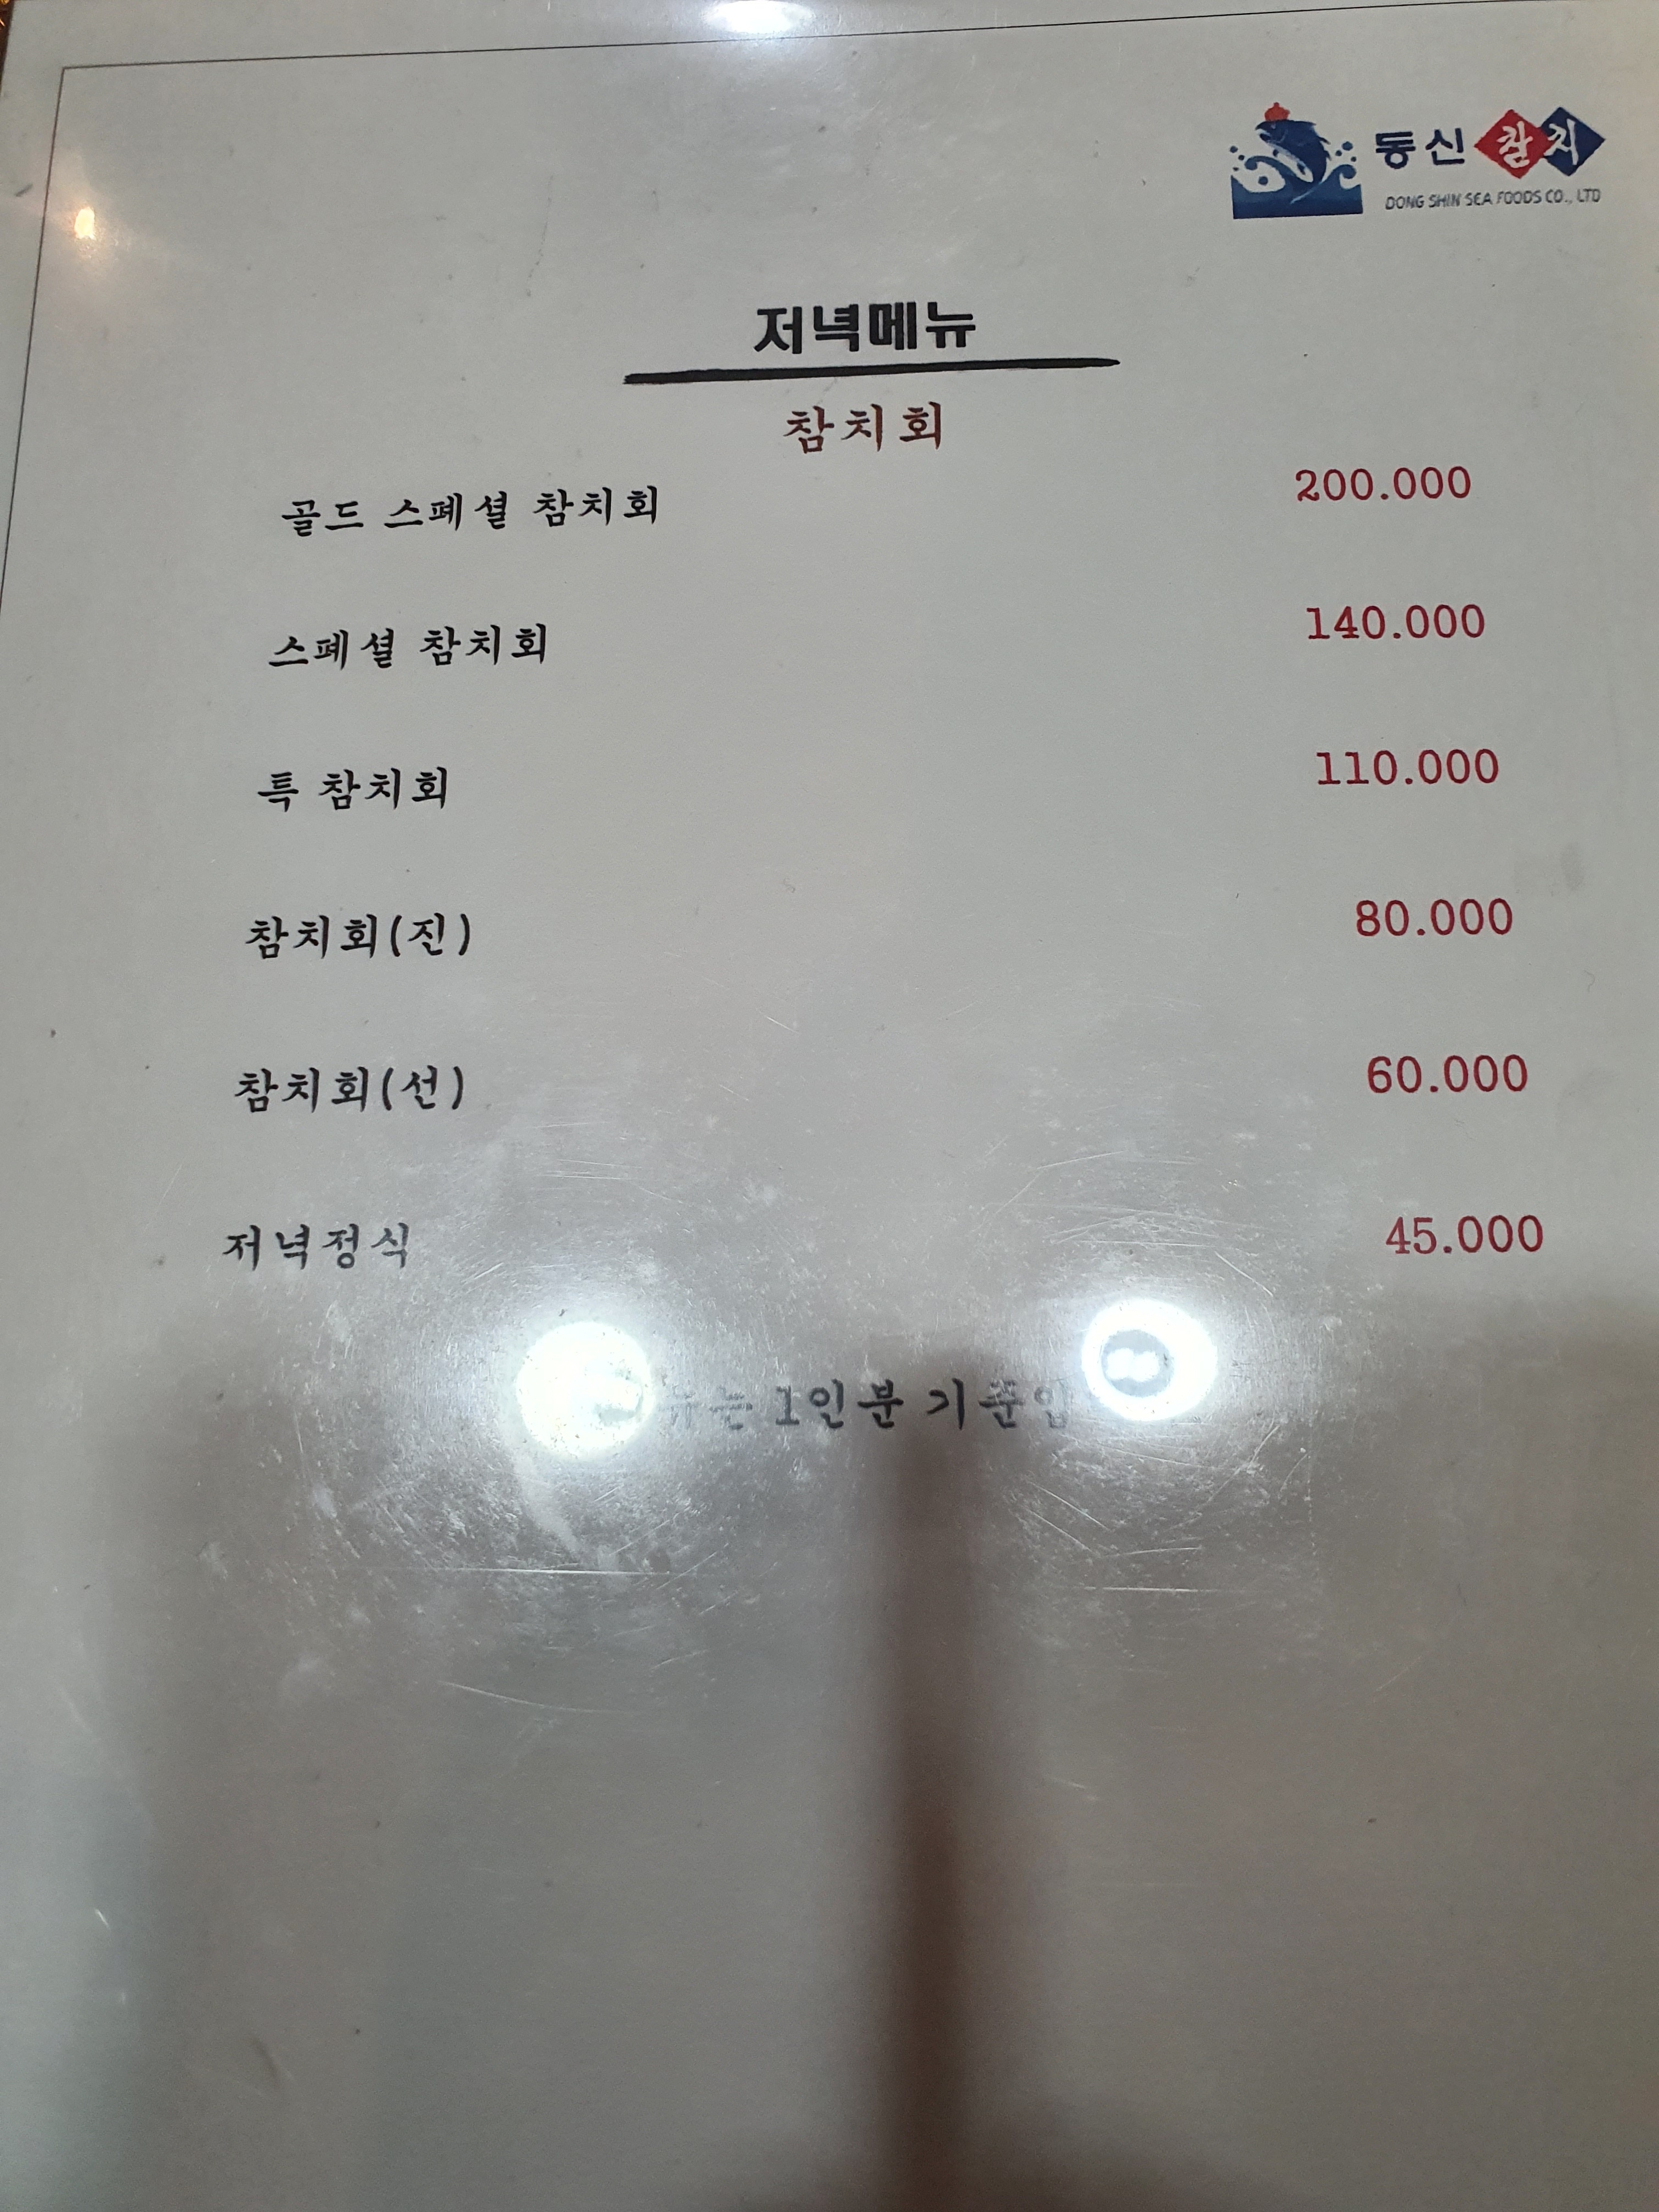 동신참치
DONG SHIN SEA FOODS CO., LTD
저녁메뉴
참치회
골드 스페셜 참치회 200.000
스페셜 참치회 140.000
특 참치회 110.000
참치회(진) 80.000
참치회(선) 60.000
저녁정식 45.000
1인분 기준입